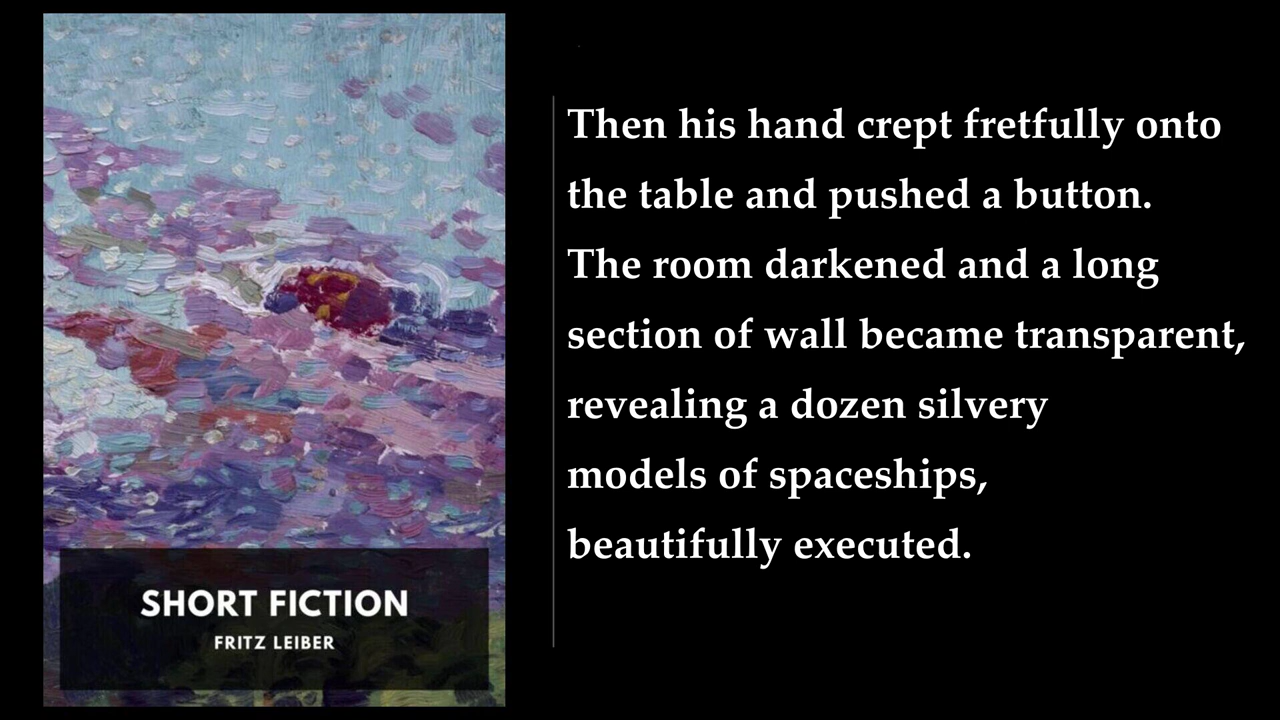 Then his hand crept fretfully onto
the table and pushed a button.
The room darkened and a long
section of wall became transparent,
revealing a dozen silvery
models of spaceships,
beautifully executed.
SHORT FICTION
FRITZ LEIBER